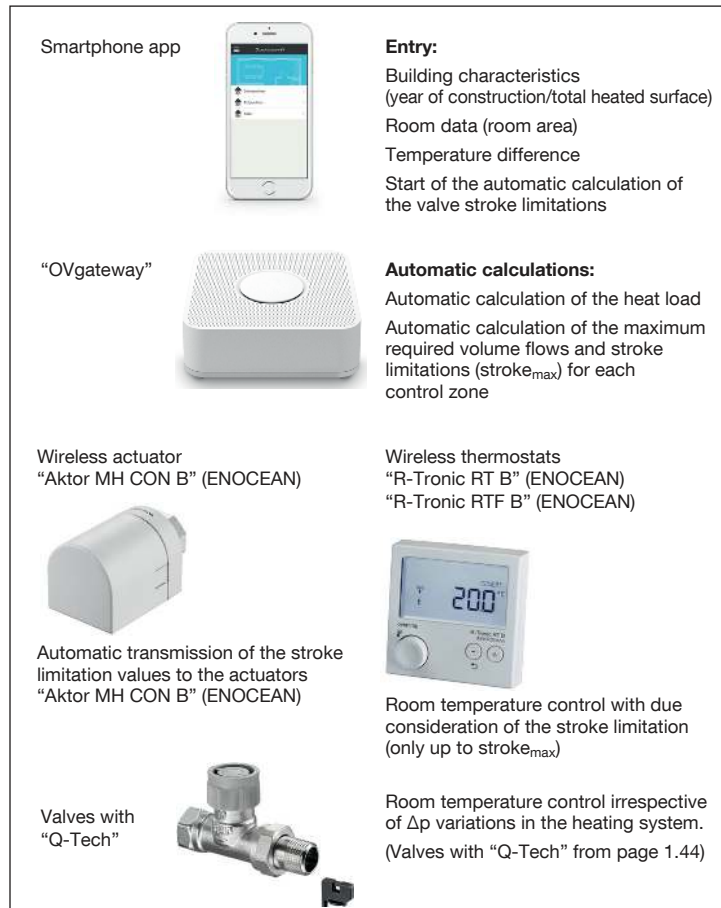 Smartphone app
Entry:
Building characteristics
(year of construction/total heated surface)
Room data (room area)
Temperature difference
Start of the automatic calculation of
the valve stroke limitations
“OVgateway”
Automatic calculations:
Automatic calculation of the heat load
Automatic calculation of the maximum
required volume flows and stroke
limitations (stroke_max) for each
control zone
Wireless actuator
“Aktor MH CON B” (ENOCEAN)
Automatic transmission of the stroke
limitation values to the actuators
“Aktor MH CON B” (ENOCEAN)
Wireless thermostats
“R-Tronic RT B” (ENOCEAN)
“R-Tronic RTF B” (ENOCEAN)
200
R-Tronic RT B
Room temperature control with due
consideration of the stroke limitation
(only up to stroke_max)
Valves with
“Q-Tech”
Room temperature control irrespective
of Δp variations in the heating system.
(Valves with “Q-Tech” from page 1.44)